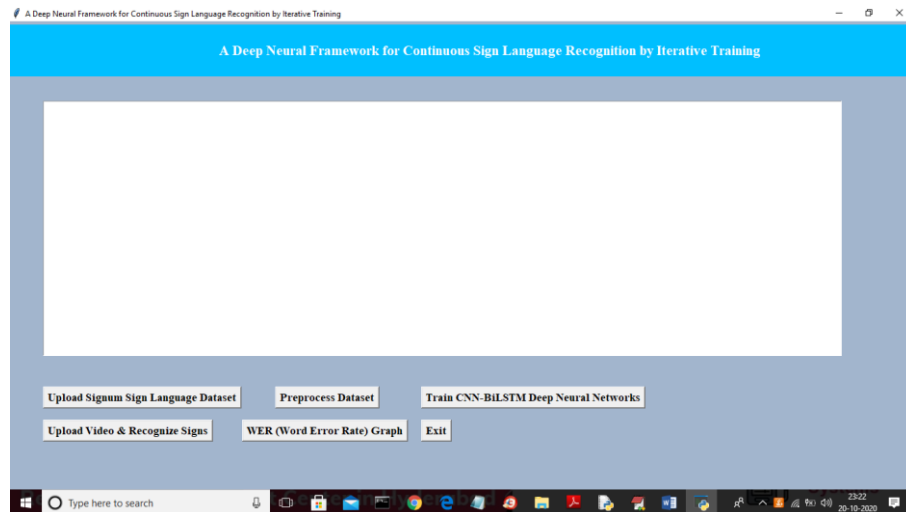 A Deep Neural Framework for Continuous Sign Language Recognition by Iterative Training
A Deep Neural Framework for Continuous Sign Language Recognition by Iterative Training
Upload Signum Sign Language Dataset
Preprocess Dataset
Train CNN-BiLSTM Deep Neural Networks
Upload Video & Recognize Signs
WER (Word Error Rate) Graph
Exit
Type here to search
23:22
20-10-2020